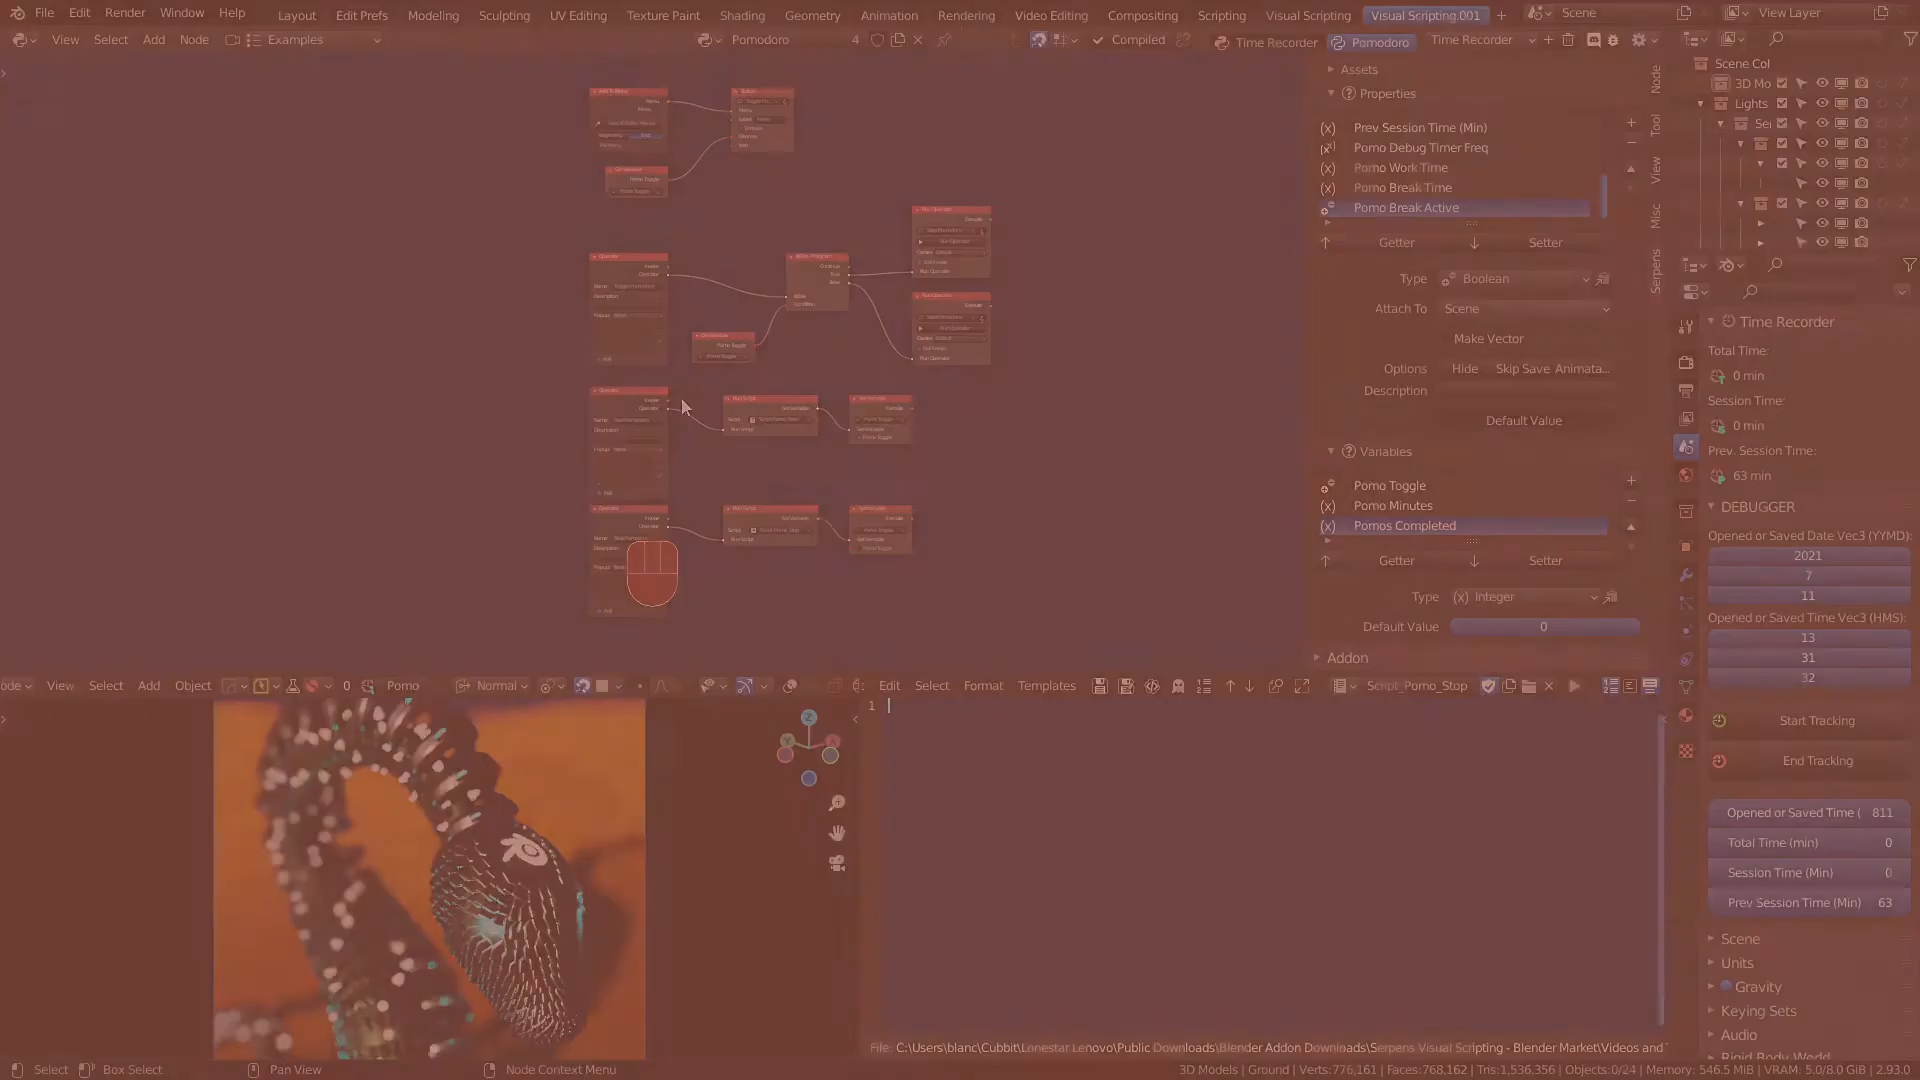 File Edit Render Window Help Layout Edit Prefs Modeling Sculpting UV Editing Texture Paint Shading Geometry Animation Rendering Video Editing Compositing Scripting Visual Scripting Visual Scripting.001 + Scene View Layer
View Select Add Node Examples Pomodoro 4 Compiled Time Recorder Pomodoro Time Recorder
Assets
Properties
Prev Session Time (Min)
Pomo Debug Timer Freq
Pomo Work Time
Pomo Break Time
Pomo Break Active
Getter Setter
Type Boolean
Attach To Scene
Make Vector
Options Hide Skip Save Animata...
Description
Default Value
Variables
Pomo Toggle
Pomo Minutes
Pomos Completed
Getter Setter
Type (x) Integer
Default Value 0
Addon
Node
Tool
View
Misc
Serpens
Scene Col
3D Mo
Lights
Time Recorder
Total Time:
0 min
Session Time:
0 min
Prev. Session Time:
63 min
DEBUGGER
Opened or Saved Date Vec3 (YYMD):
2021
7
11
Opened or Saved Time Vec3 (HMS):
13
31
32
Start Tracking
End Tracking
Opened or Saved Time ( 811
Total Time (min) 0
Session Time (Min) 0
Prev Session Time (Min) 63
Scene
Units
Gravity
Keying Sets
Audio
Rigid Body World
ode View Select Add Object 0 Pomo Normal
Edit Select Format Templates Script_Pomo_Stop
1
File: C:\Users\blanc\Cubbit\Lonestar Lenovo\Public Downloads\Blender Addon Downloads\Serpens Visual Scripting - Blender Market\Videos and
Select Box Select Pan View Node Context Menu
3D Models | Ground | Verts:776,161 | Faces:768,162 | Tris:1,536,356 | Objects:0/24 | Memory: 546.5 MiB | VRAM: 5.0/8.0 GiB | 2.93.0